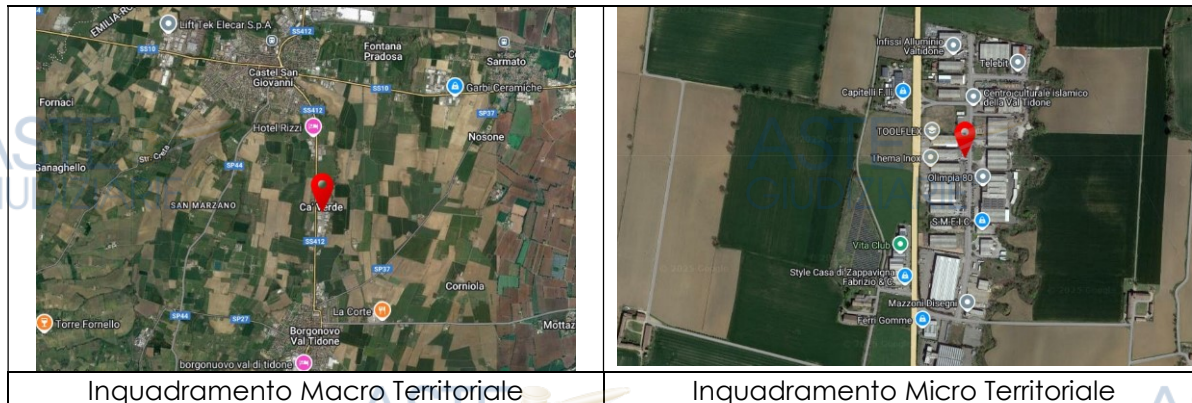 Lift Tek Elecar S.p.A
EMILIA-RO
SS412
SS10
Fontana
Pradosa
Sarmato
Castel San
Giovanni
SS10
Garbi Ceramiche
Fornaci
SS412
SP37
Hotel Rizzi
Nosone
Str. Creta
Ganaghello
SP44
SAN MARZANO
Ca' Verde
SS412
SP37
Corniola
La Corte
Torre Fornello
SP44
SP27
Mottaz
Borgonovo
Val Tidone
borgonuovo val di tidone
Inquadramento Macro Territoriale
Infissi Alluminio
Valtidone
Telebit
Capitelli F.lli
Centro culturale islamico
della Val Tidone
TOOLFLEX
Thema Inox
Olimpia 80
S.M.E.I.C.
Vita Club
Style Casa di Zappavigna
Fabrizio & C.
Mazzoni Disegni
Ferri Gomme
Inquadramento Micro Territoriale
ASTE
GIUDIZIARIE